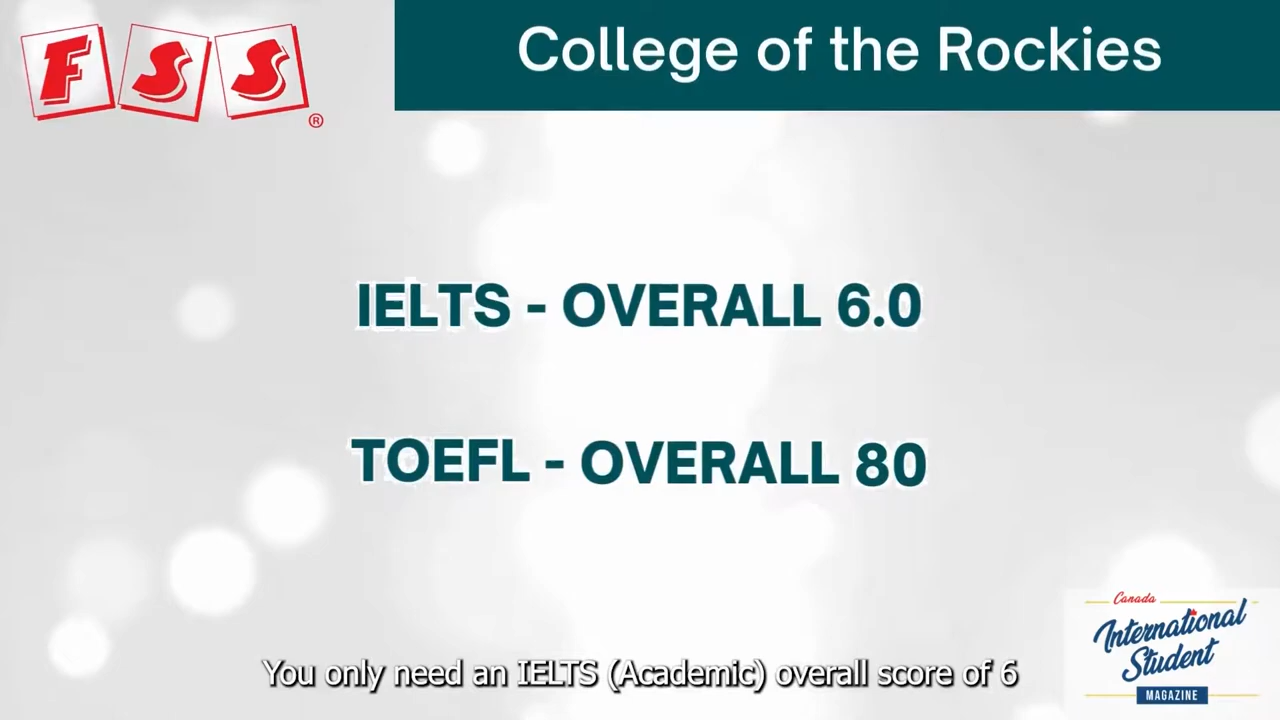 FSS®
College of the Rockies
IELTS - OVERALL 6.0
TOEFL - OVERALL 80
You only need an IELTS (Academic) overall score of 6
Canada
International
Student
MAGAZINE